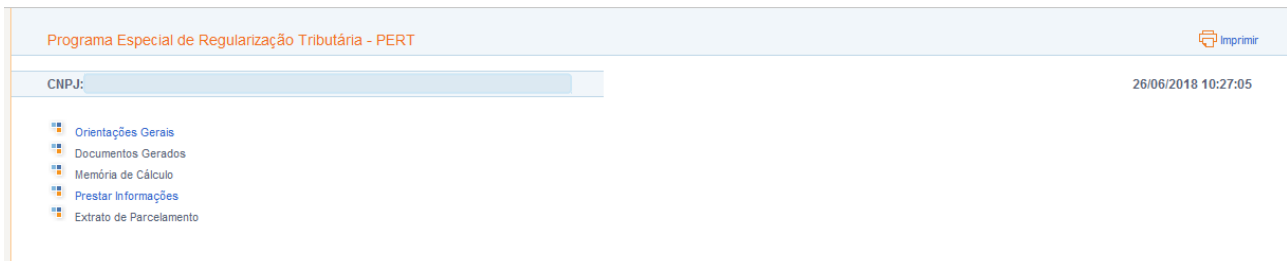 Programa Especial de Regularização Tributária - PERT
Imprimir
CNPJ:
26/06/2018 10:27:05
Orientações Gerais
Documentos Gerados
Memória de Cálculo
Prestar Informações
Extrato de Parcelamento